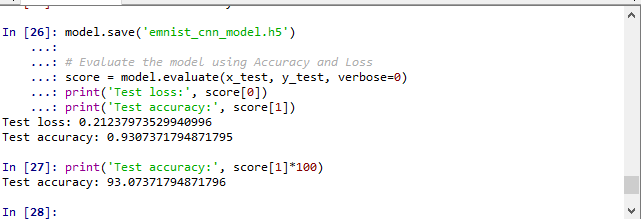 In [26]: model.save('emnist_cnn_model.h5')
...:
...: # Evaluate the model using Accuracy and Loss
...: score = model.evaluate(x_test, y_test, verbose=0)
...: print('Test loss:', score[0])
...: print('Test accuracy:', score[1])
Test loss: 0.21237973529940996
Test accuracy: 0.9307371794871795
In [27]: print('Test accuracy:', score[1]*100)
Test accuracy: 93.07371794871796
In [28]: